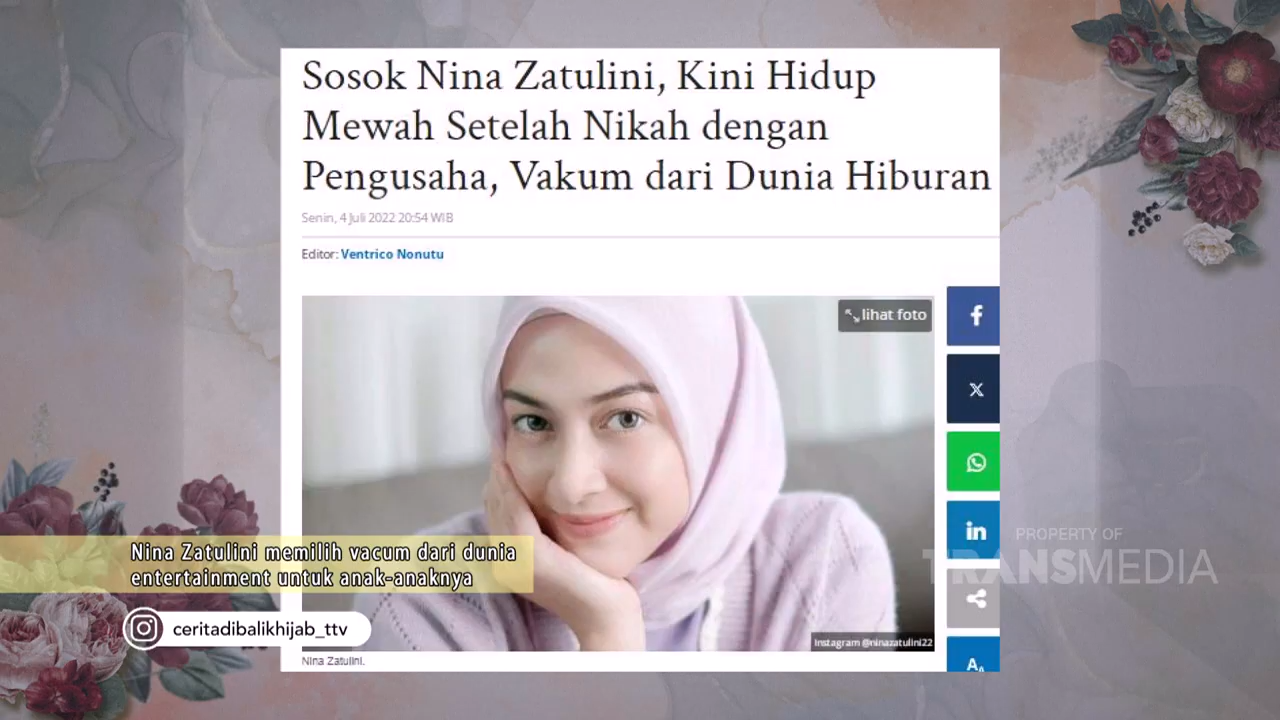 Sosok Nina Zatulini, Kini Hidup
Mewah Setelah Nikah dengan
Pengusaha, Vakum dari Dunia Hiburan
Senin, 4 Juli 2022 20:54 WIB
Editor: Ventrico Nonutu
lihat foto
f
X
in
PROPERTY OF
TRANSMEDIA
Nina Zatulini memilih vacum dari dunia
entertainment untuk anak-anaknya
ceritadibalikhijab_ttv
Instagram @ninazatulini22
Nina Zatulini.
AA